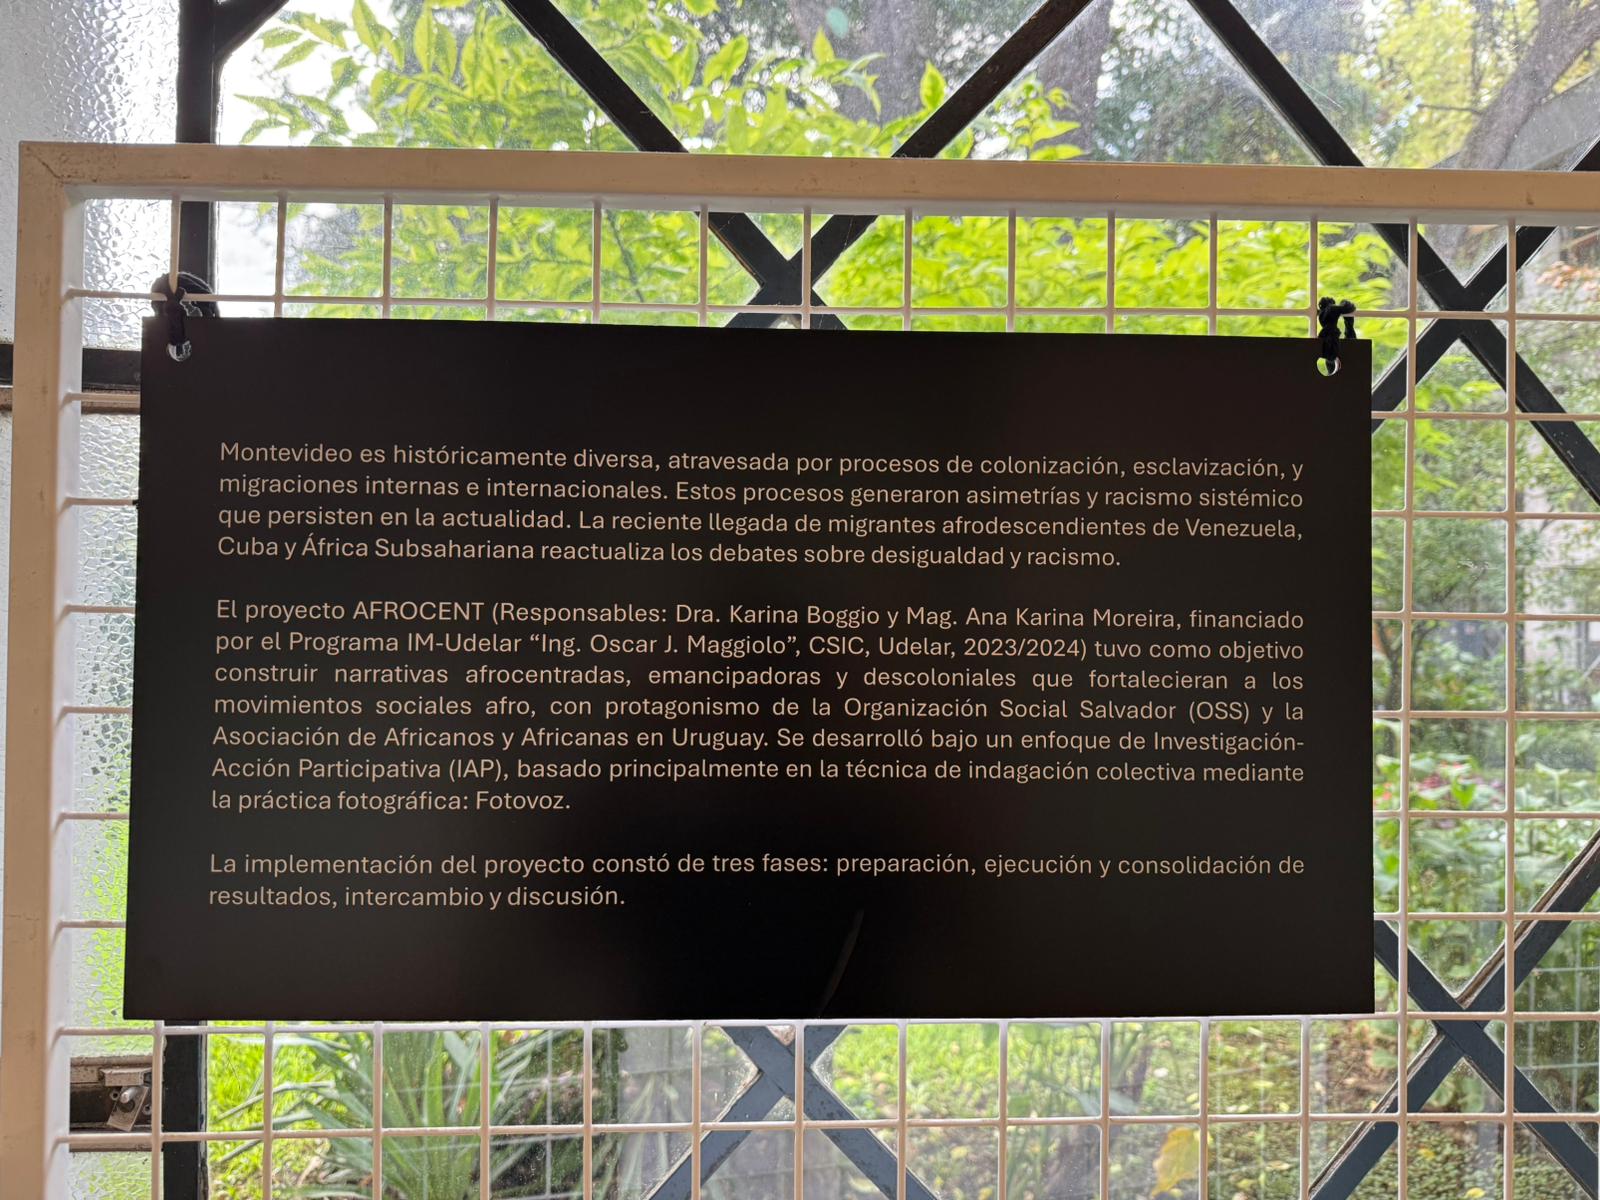 Montevideo es históricamente diversa, atravesada por procesos de colonización, esclavización, y
migraciones internas e internacionales. Estos procesos generaron asimetrías y racismo sistémico
que persisten en la actualidad. La reciente llegada de migrantes afrodescendientes de Venezuela,
Cuba y África Subsahariana reactualiza los debates sobre desigualdad y racismo.
El proyecto AFROCENT (Responsables: Dra. Karina Boggio y Mag. Ana Karina Moreira, financiado
por el Programa IM-Udelar “Ing. Oscar J. Maggiolo”, CSIC, Udelar, 2023/2024) tuvo como objetivo
construir narrativas afrocentradas, emancipadoras y descoloniales que fortalecieran a los
movimientos sociales afro, con protagonismo de la Organización Social Salvador (OSS) y la
Asociación de Africanos y Africanas en Uruguay. Se desarrolló bajo un enfoque de Investigación-
Acción Participativa (IAP), basado principalmente en la técnica de indagación colectiva mediante
la práctica fotográfica: Fotovoz.
La implementación del proyecto constó de tres fases: preparación, ejecución y consolidación de
resultados, intercambio y discusión.